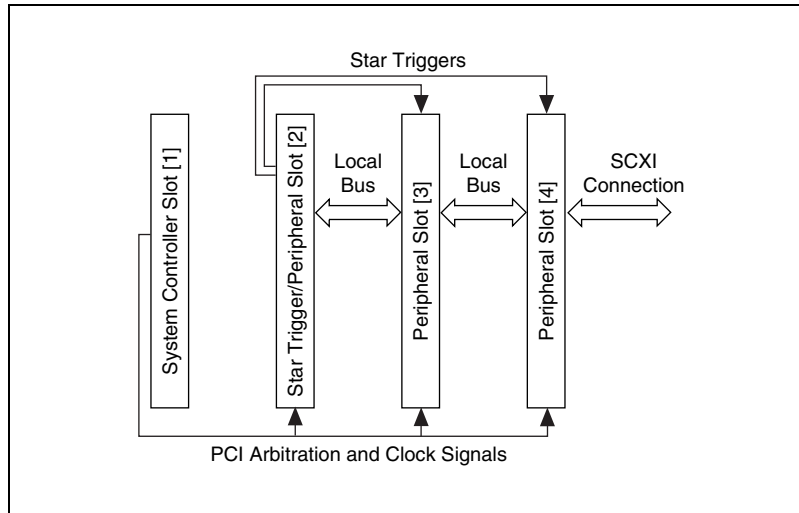 Star Triggers
System Controller Slot [1]
Star Trigger/Peripheral Slot [2]
Local
Bus
Peripheral Slot [3]
Local
Bus
Peripheral Slot [4]
SCXI
Connection
PCI Arbitration and Clock Signals